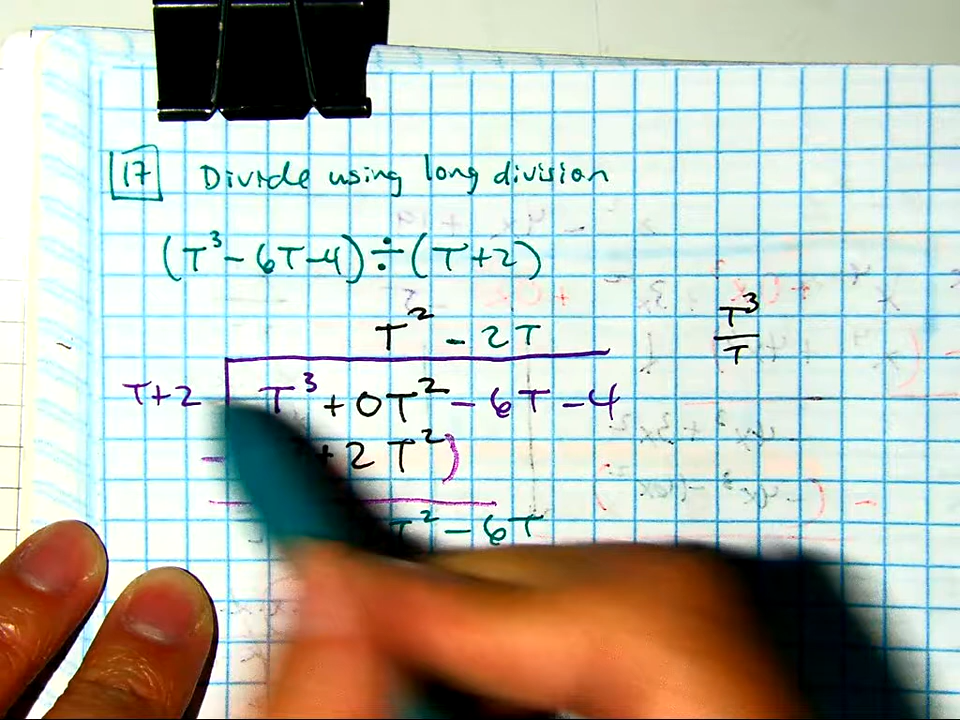 17 Divide using long division
(T³ - 6T - 4) ÷ (T + 2)
T² - 2T
T³/T
T + 2 T³ + 0T² - 6T - 4
- + 2T²)
T² - 6T